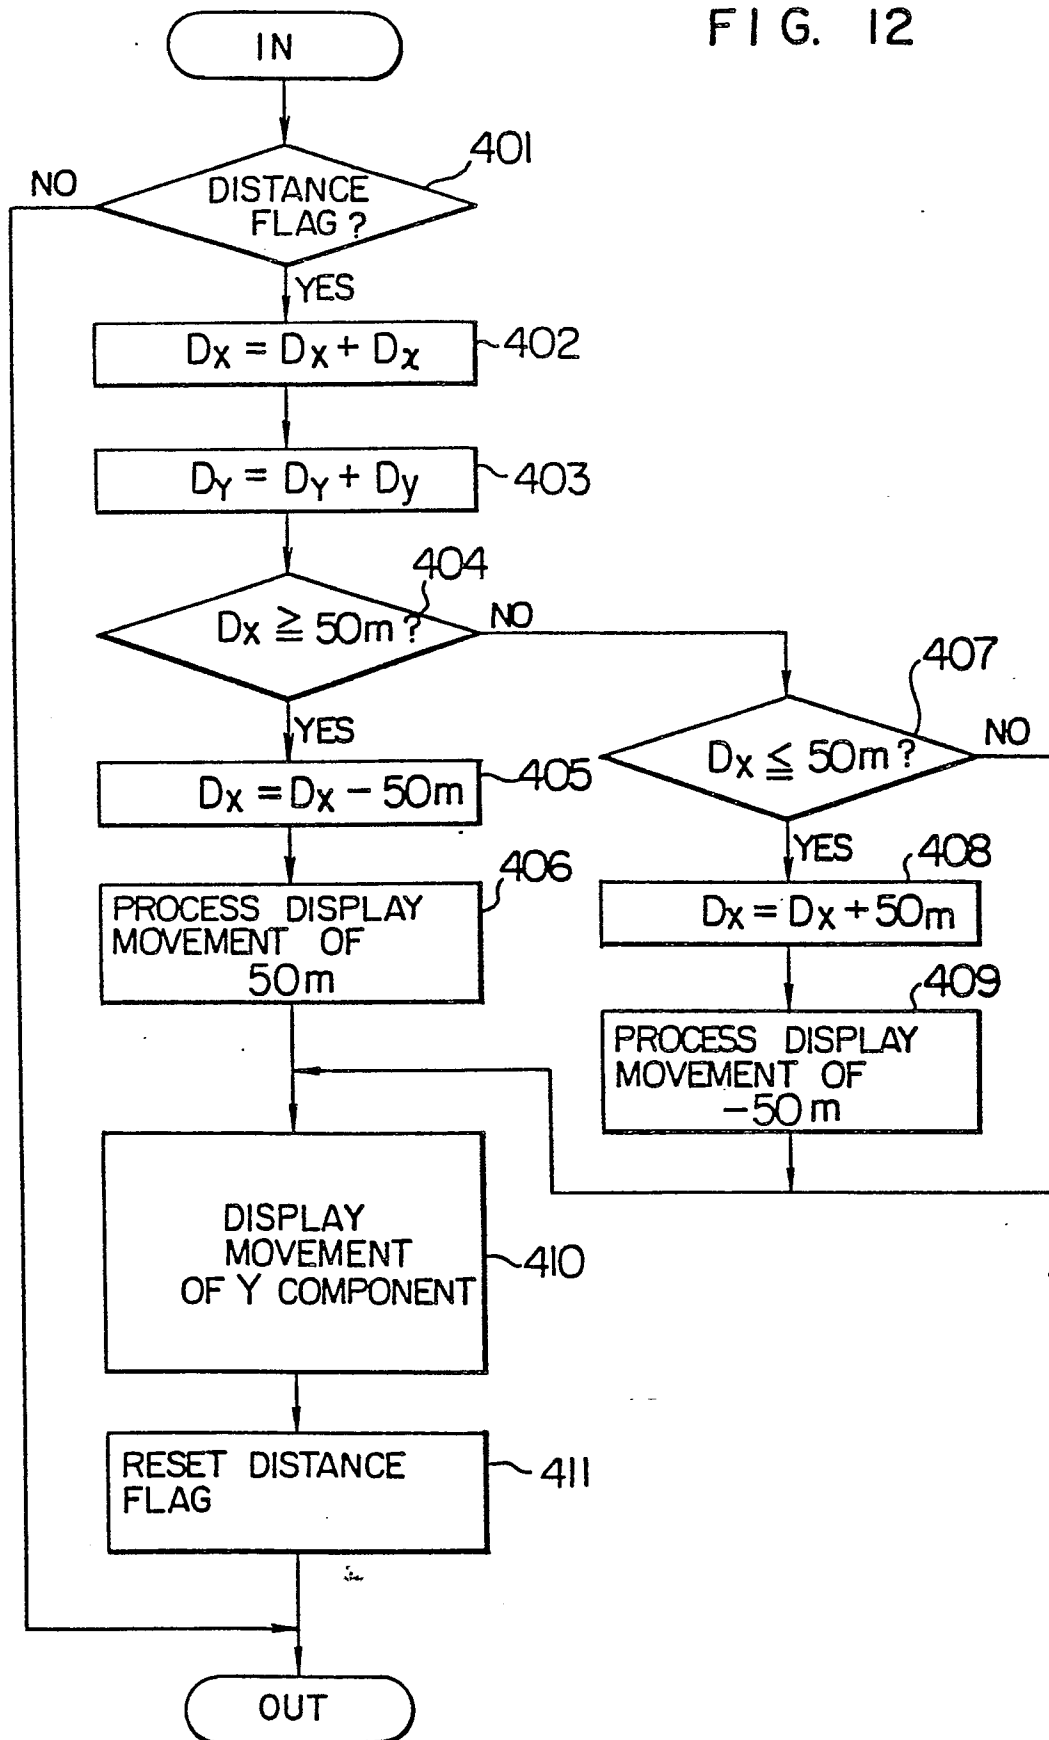 FIG. 12
IN
401
DISTANCE
FLAG?
NO
YES
DX = DX + Dx
402
DY = DY + Dy
403
404
DX ≧ 50m?
NO
YES
DX = DX - 50m
405
406
PROCESS DISPLAY
MOVEMENT OF
50m
407
DX ≦ 50m?
NO
YES
408
DX = DX + 50m
409
PROCESS DISPLAY
MOVEMENT OF
-50m
DISPLAY
MOVEMENT
OF Y COMPONENT
410
RESET DISTANCE
FLAG
411
OUT